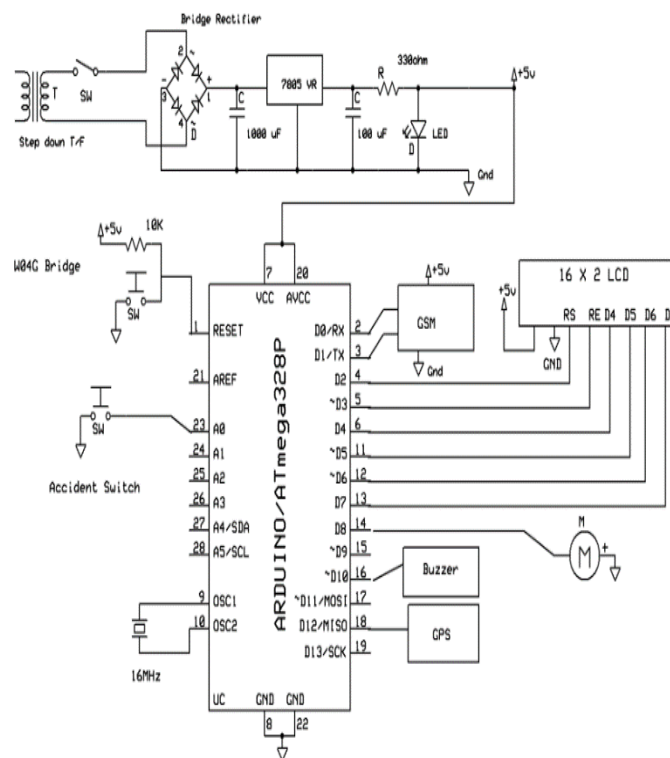 Bridge Rectifier
2
~
-
3
+
1
4
~
D
T
SW
Step down T/F
C
1000 uF
7805 VR
C
100 uF
R
330ohm
D
LED
+5v
Gnd
+5v
10K
W04G Bridge
SW
7
20
VCC
AVCC
ARDUINO/ATmega328P
1
RESET
21
AREF
23
A0
24
A1
25
A2
26
A3
27
A4/SDA
28
A5/SCL
9
OSC1
10
OSC2
UC
GND
GND
8
22
SW
Accident Switch
16MHz
D0/RX
2
D1/TX
3
D2
4
~D3
5
D4
6
~D5
11
~D6
12
D7
13
D8
14
~D9
15
~D10
16
~D11/MOSI
17
D12/MISO
18
D13/SCK
19
+5v
GSM
Gnd
16 X 2 LCD
+5v
GND
RS
RE
D4
D5
D6
M
M
+
Buzzer
GPS